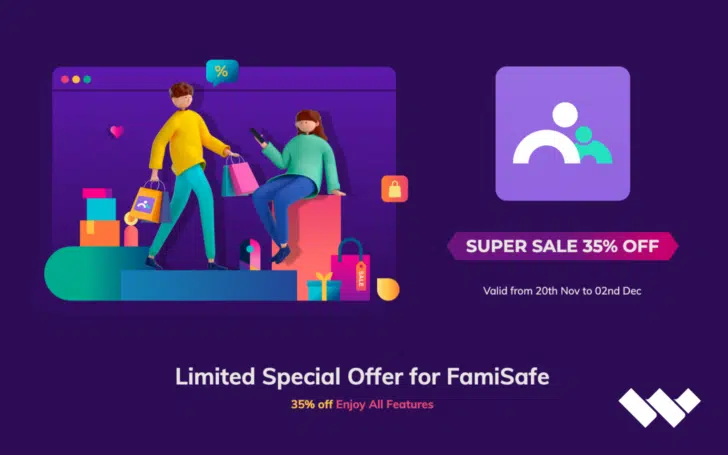 %
SALE
SUPER SALE 35% OFF
Valid from 20th Nov to 02nd Dec
Limited Special Offer for FamiSafe
35% off Enjoy All Features